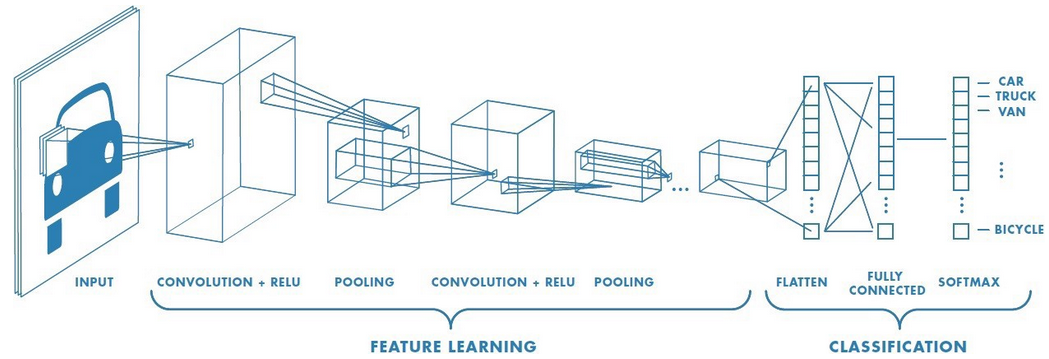 CAR
TRUCK
VAN
BICYCLE
INPUT
CONVOLUTION + RELU
POOLING
CONVOLUTION + RELU
POOLING
FLATTEN
FULLY
CONNECTED
SOFTMAX
FEATURE LEARNING
CLASSIFICATION